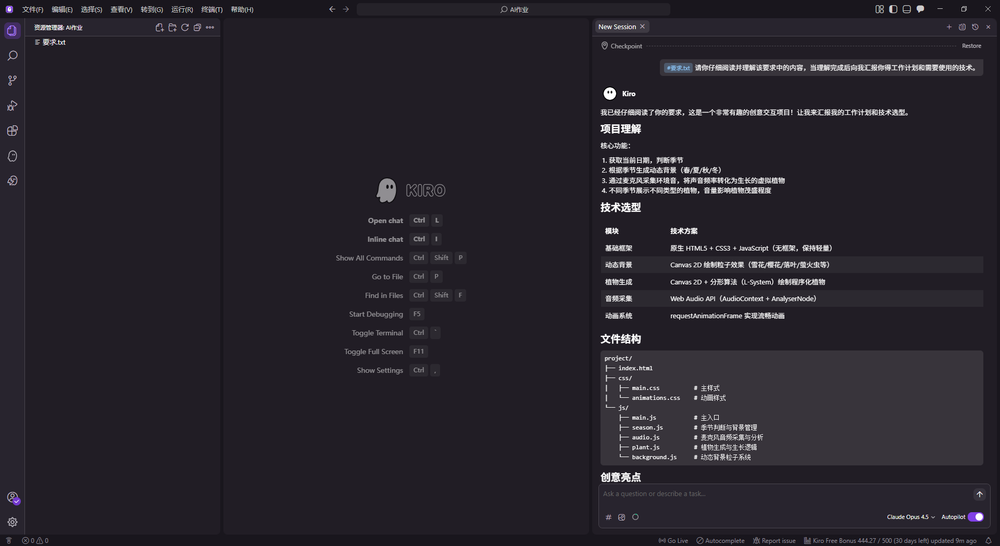 文件(F) 编辑(E) 选择(S) 查看(V) 转到(G) 运行(R) 终端(T) 帮助(H)
AI作业
资源管理器: AI作业
要求.txt
KIRO
Open chat Ctrl L
Inline chat Ctrl I
Show All Commands Ctrl Shift P
Go to File Ctrl P
Find in Files Ctrl Shift F
Start Debugging F5
Toggle Terminal Ctrl `
Toggle Full Screen F11
Show Settings Ctrl ,
New Session
Checkpoint Restore
#要求.txt 请你仔细阅读并理解该要求中的内容，当理解完成后向我汇报你得工作计划和需要使用的技术。
Kiro
我已经仔细阅读了你的要求，这是一个非常有趣的创意交互项目！让我来汇报我的工作计划和技术选型。
项目理解
核心功能：
1. 获取当前日期，判断季节
2. 根据季节生成动态背景（春/夏/秋/冬）
3. 通过麦克风采集环境音，将声音频率转化为生长的虚拟植物
4. 不同季节展示不同类型的植物，音量影响植物茂盛程度
技术选型
模块 技术方案
基础框架 原生 HTML5 + CSS3 + JavaScript（无框架，保持轻量）
动态背景 Canvas 2D 绘制粒子效果（雪花/樱花/落叶/萤火虫等）
植物生成 Canvas 2D + 分形算法（L-System）绘制程序化植物
音频采集 Web Audio API（AudioContext + AnalyserNode）
动画系统 requestAnimationFrame 实现流畅动画
文件结构
project/
├── index.html
├── css/
│   ├── main.css          # 主样式
│   └── animations.css    # 动画样式
└── js/
    ├── main.js           # 主入口
    ├── season.js         # 季节判断与背景管理
    ├── audio.js          # 麦克风音频采集与分析
    ├── plant.js          # 植物生成与生长逻辑
    └── background.js     # 动态背景粒子系统
创意亮点
Ask a question or describe a task...
Claude Opus 4.5 Autopilot
0 0 Go Live Autocomplete Report issue Kiro Free Bonus 444.27 / 500 (30 days left) updated 9m ago